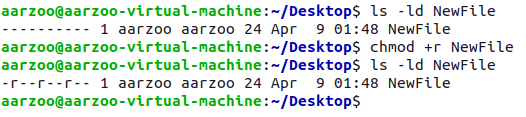 aarzoo@aarzoo-virtual-machine:~/Desktop$ ls -ld NewFile
---------- 1 aarzoo aarzoo 24 Apr  9 01:48 NewFile
aarzoo@aarzoo-virtual-machine:~/Desktop$ chmod +r NewFile
aarzoo@aarzoo-virtual-machine:~/Desktop$ ls -ld NewFile
-r--r--r-- 1 aarzoo aarzoo 24 Apr  9 01:48 NewFile
aarzoo@aarzoo-virtual-machine:~/Desktop$